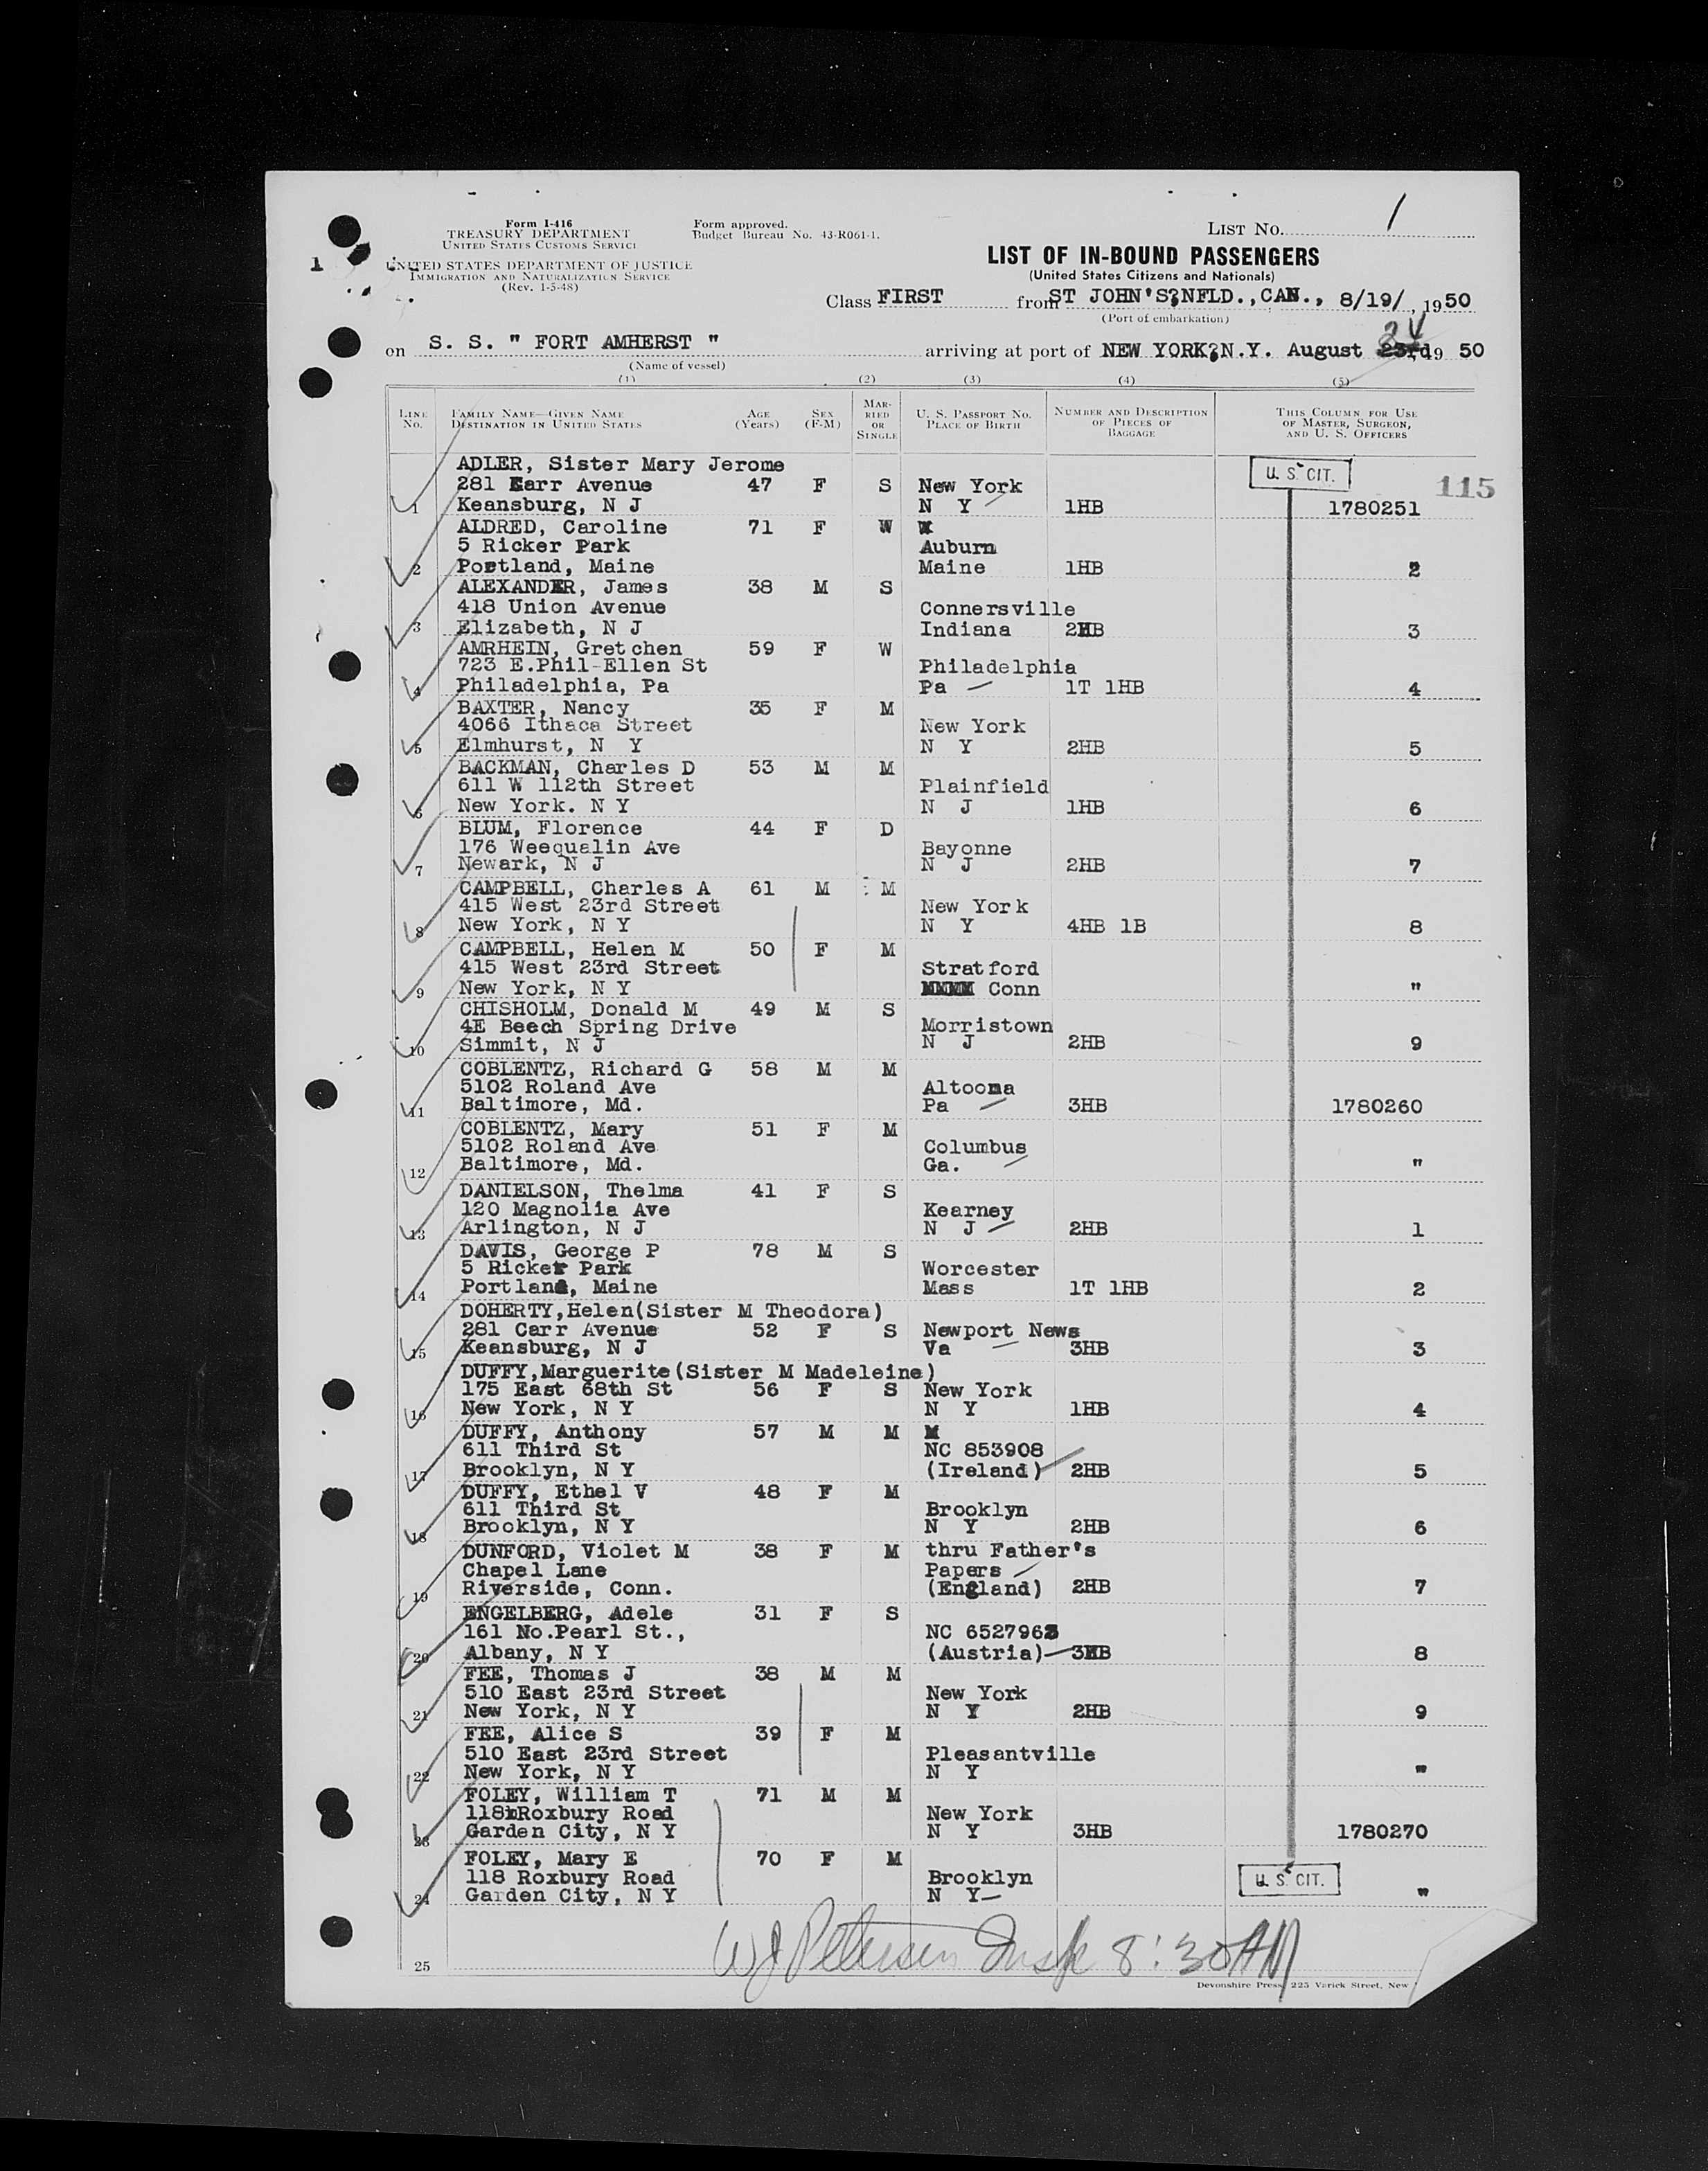 Form I-416
TREASURY DEPARTMENT
UNITED STATES CUSTOMS SERVICE
Form approved.
Budget Bureau No. 43-R061-1.
LIST NO. 1
1
UNITED STATES DEPARTMENT OF JUSTICE
IMMIGRATION AND NATURALIZATION SERVICE
(Rev. 1-5-48)
LIST OF IN-BOUND PASSENGERS
(United States Citizens and Nationals)
Class FIRST from ST JOHN'S,NFLD.,CAN., 8/19/, 1950
(Port of embarkation)
on S. S. " FORT AMHERST " arriving at port of NEW YORK,N.Y. August 23rd 19 50
(Name of vessel)
(1) (2) (3) (4) (5)
LINE NO. FAMILY NAME—GIVEN NAME DESTINATION IN UNITED STATES AGE (Years) SEX (F-M) MARRIED OR SINGLE U. S. PASSPORT NO. PLACE OF BIRTH NUMBER AND DESCRIPTION OF PIECES OF BAGGAGE THIS COLUMN FOR USE OF MASTER, SURGEON, AND U. S. OFFICERS
ADLER, Sister Mary Jerome U. S. CIT.
281 Carr Avenue 47 F S New York 115
1 Keansburg, N J N Y 1HB 1780251
ALDRED, Caroline 71 F W
5 Ricker Park Auburn
2 Portland, Maine Maine 1HB 2
ALEXANDER, James 38 M S
418 Union Avenue Connersville
3 Elizabeth, N J Indiana 2HB 3
AMRHEIN, Gretchen 59 F W
723 E.Phil-Ellen St Philadelphia
4 Philadelphia, Pa Pa 1T 1HB 4
BAXTER, Nancy 35 F M
4066 Ithaca Street New York
5 Elmhurst, N Y N Y 2HB 5
BACKMAN, Charles D 53 M M
611 W 112th Street Plainfield
6 New York. N Y N J 1HB 6
BLUM, Florence 44 F D
176 Weequalin Ave Bayonne
7 Newark, N J N J 2HB 7
CAMPBELL, Charles A 61 M M
415 West 23rd Street New York
8 New York, N Y N Y 4HB 1B 8
CAMPBELL, Helen M 50 F M
415 West 23rd Street Stratford
9 New York, N Y Conn "
CHISHOLM, Donald M 49 M S
4E Beech Spring Drive Morristown
10 Simmit, N J N J 2HB 9
COBLENTZ, Richard G 58 M M
5102 Roland Ave Altoona
11 Baltimore, Md. Pa 3HB 1780260
COBLENTZ, Mary 51 F M
5102 Roland Ave Columbus
12 Baltimore, Md. Ga. "
DANIELSON, Thelma 41 F S
120 Magnolia Ave Kearney
13 Arlington, N J N J 2HB 1
DAVIS, George P 78 M S
5 Ricker Park Worcester
14 Portland, Maine Mass 1T 1HB 2
DOHERTY,Helen(Sister M Theodora)
281 Carr Avenue 52 F S Newport News
15 Keansburg, N J Va 3HB 3
DUFFY,Marguerite(Sister M Madeleine)
175 East 68th St 56 F S New York
16 New York, N Y N Y 1HB 4
DUFFY, Anthony 57 M M
611 Third St NC 853908
17 Brooklyn, N Y (Ireland) 2HB 5
DUFFY, Ethel V 48 F M
611 Third St Brooklyn
18 Brooklyn, N Y N Y 2HB 6
DUNFORD, Violet M 38 F M thru Father's
Chapel Lane Papers
19 Riverside, Conn. (England) 2HB 7
ENGELBERG, Adele 31 F S
161 No.Pearl St., NC 6527963
20 Albany, N Y (Austria) 3HB 8
FEE, Thomas J 38 M M
510 East 23rd Street New York
21 New York, N Y N Y 2HB 9
FEE, Alice S 39 F M
510 East 23rd Street Pleasantville
22 New York, N Y N Y "
FOLEY, William T 71 M M
118 Roxbury Road New York
23 Garden City, N Y N Y 3HB 1780270
FOLEY, Mary E 70 F M
118 Roxbury Road Brooklyn U. S. CIT.
24 Garden City, N Y N Y "
25 W J Petersen Insp 8:30 AM
Devonshire Press, 225 Varick Street, New